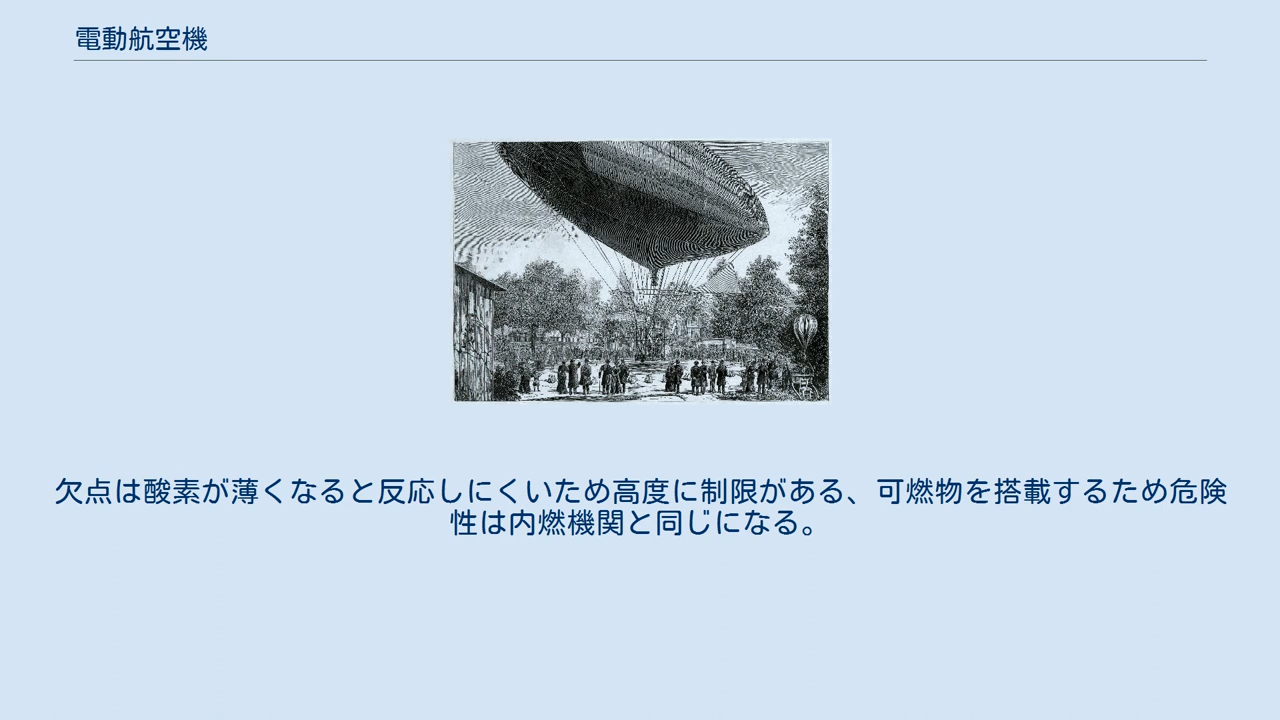 電動航空機
欠点は酸素が薄くなると反応しにくいため高度に制限がある、可燃物を搭載するため危険
性は内燃機関と同じになる。